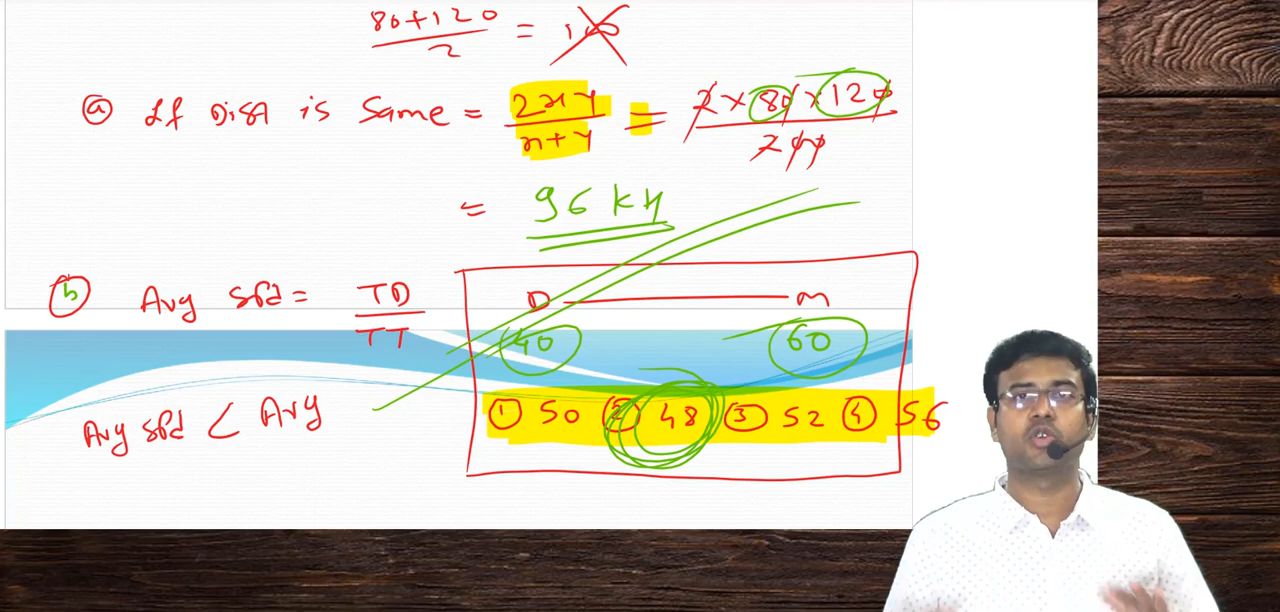 80+120 / 2 = 100
(a) If Dist is Same = 2xy / x+y = 2 × 80 × 120 / 200
= 96 KH
(b) Avg Spd = TD / TT
D m
40 60
Avg Spd < Avg
(1) 50 (2) 48 (3) 52 (4) 56